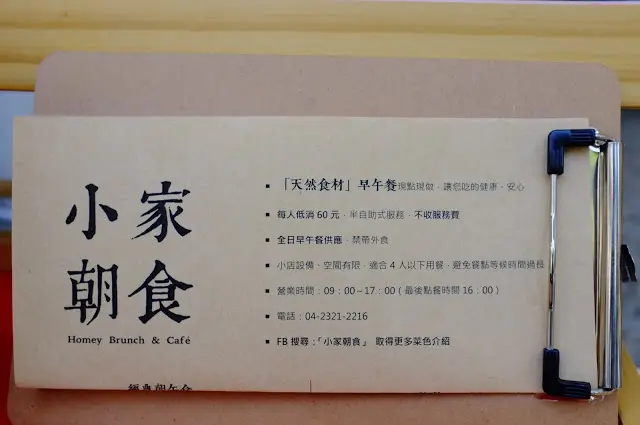 小家
朝食
Homey Brunch & Café
「天然食材」早午餐現點現做，讓您吃的健康、安心
每人低消 60 元，半自助式服務，不收服務費
全日早午餐供應，禁帶外食
小店設備、空間有限，適合 4 人以下用餐，避免餐點等候時間過長
營業時間：09：00～17：00（最後點餐時間 16：00）
電話：04-2321-2216
FB 搜尋：「小家朝食」 取得更多菜色介紹